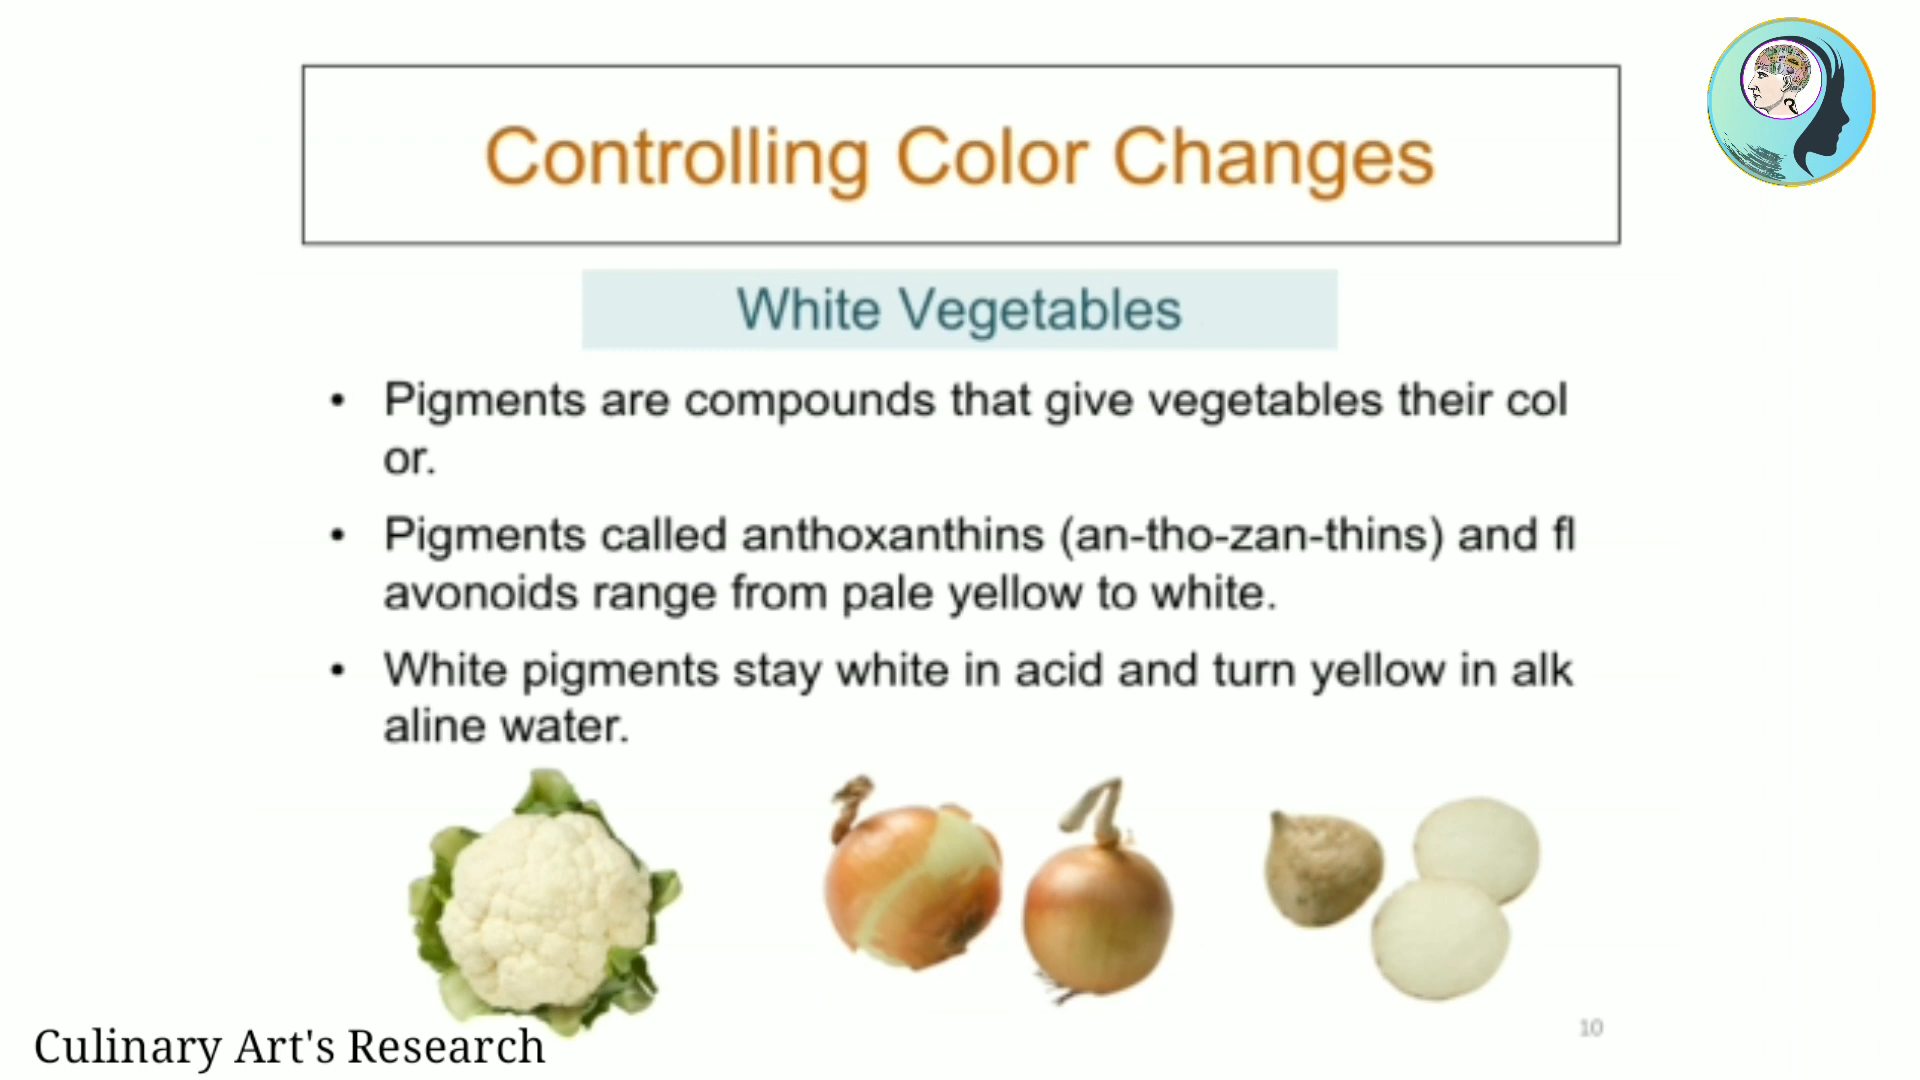 Controlling Color Changes
White Vegetables
• Pigments are compounds that give vegetables their col
or.
• Pigments called anthoxanthins (an-tho-zan-thins) and fl
avonoids range from pale yellow to white.
• White pigments stay white in acid and turn yellow in alk
aline water.
10
Culinary Art's Research